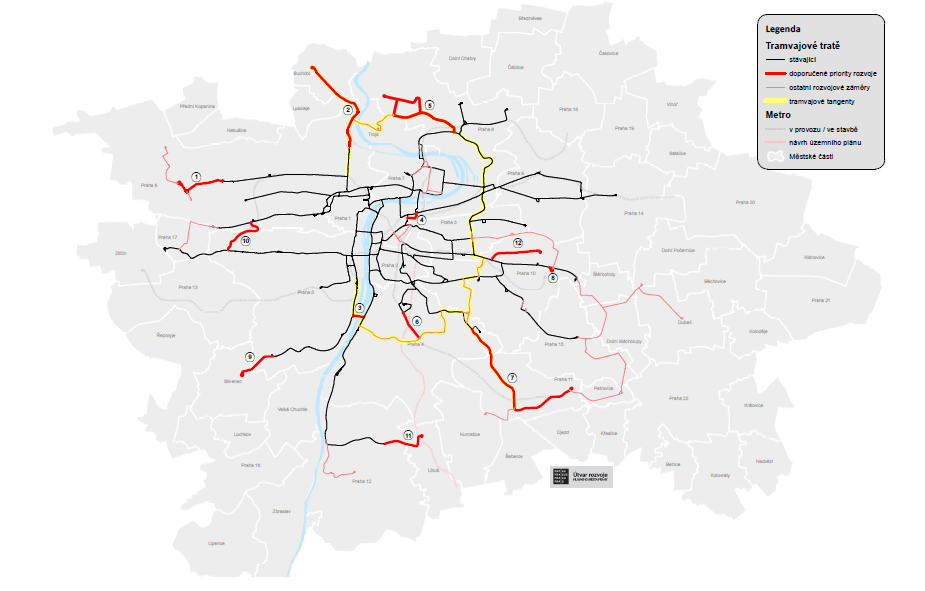 Legenda
Tramvajové tratě
stávající
doporučené priority rozvoje
ostatní rozvojové záměry
tramvajové tangenty
Metro
v provozu / ve stavbě
návrh územního plánu
Městské části
Březiněves
Dolní Chabry
Ďáblice
Čakovice
Suchdol
Lysolaje
Přední Kopanina
Nebušice
Troja
Praha 8
Praha 18
Praha 19
Vinoř
Satalice
Praha 6
Praha 7
Praha 9
Praha 20
Praha 14
Praha 1
Praha 3
Praha 17
Zličín
Praha 2
Praha 10
Štěrboholy
Dolní Počernice
Běchovice
Klánovice
Praha 13
Praha 5
Praha 21
Koloděje
Dubeč
Řeporyje
Praha 4
Praha 15
Dolní Měcholupy
Slivenec
Praha 11
Petrovice
Praha 22
Královice
Velká Chuchle
Lochkov
Kunratice
Újezd
Křeslice
Šeberov
Praha 16
Praha 12
Libuš
Benice
Kolovraty
Nedvězí
Zbraslav
Lipence
1
2
3
4
5
6
7
8
9
10
11
12
Útvar rozvoje
HLAVNÍHO MĚSTA PRAHY